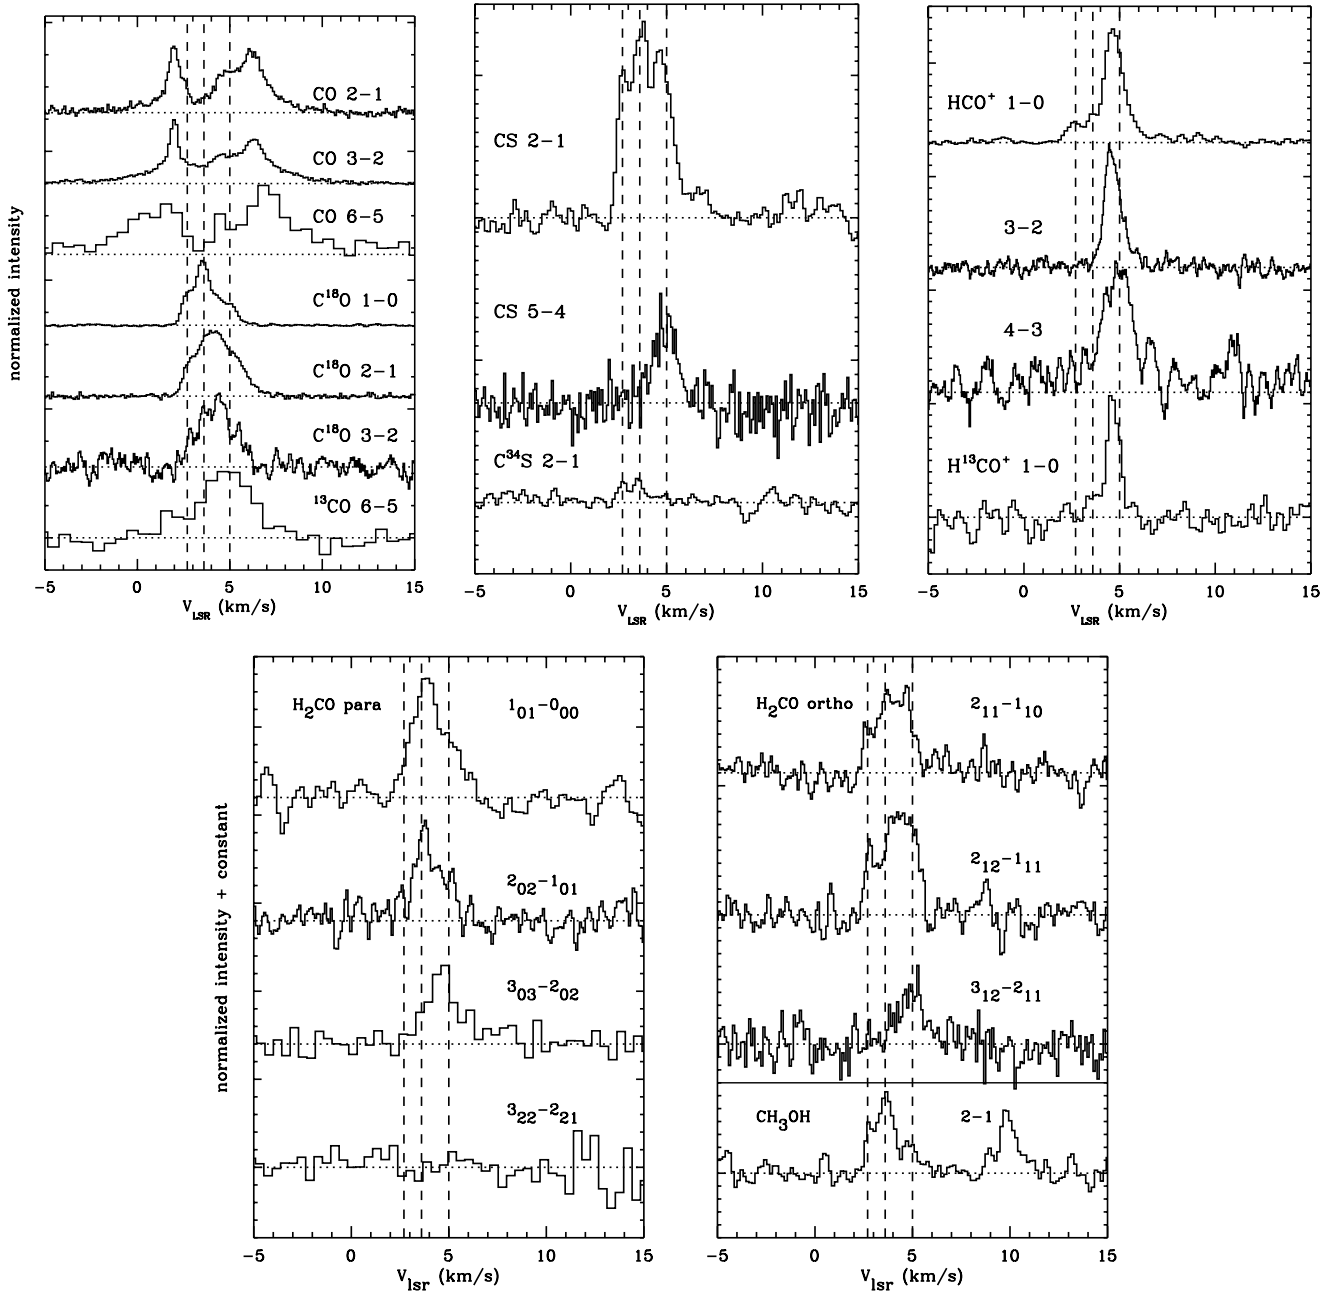 normalized intensity
CO 2-1
CO 3-2
CO 6-5
C¹⁸O 1-0
C¹⁸O 2-1
C¹⁸O 3-2
¹³CO 6-5
-5 0 5 10 15
V_LSR (km/s)
CS 2-1
CS 5-4
C³⁴S 2-1
-5 0 5 10 15
V_LSR (km/s)
HCO⁺ 1-0
3-2
4-3
H¹³CO⁺ 1-0
-5 0 5 10 15
V_LSR (km/s)
normalized intensity + constant
H₂CO para
1₀₁-0₀₀
2₀₂-1₀₁
3₀₃-2₀₂
3₂₂-2₂₁
-5 0 5 10 15
V_lsr (km/s)
H₂CO ortho
2₁₁-1₁₀
2₁₂-1₁₁
3₁₂-2₁₁
CH₃OH 2-1
-5 0 5 10 15
V_lsr (km/s)